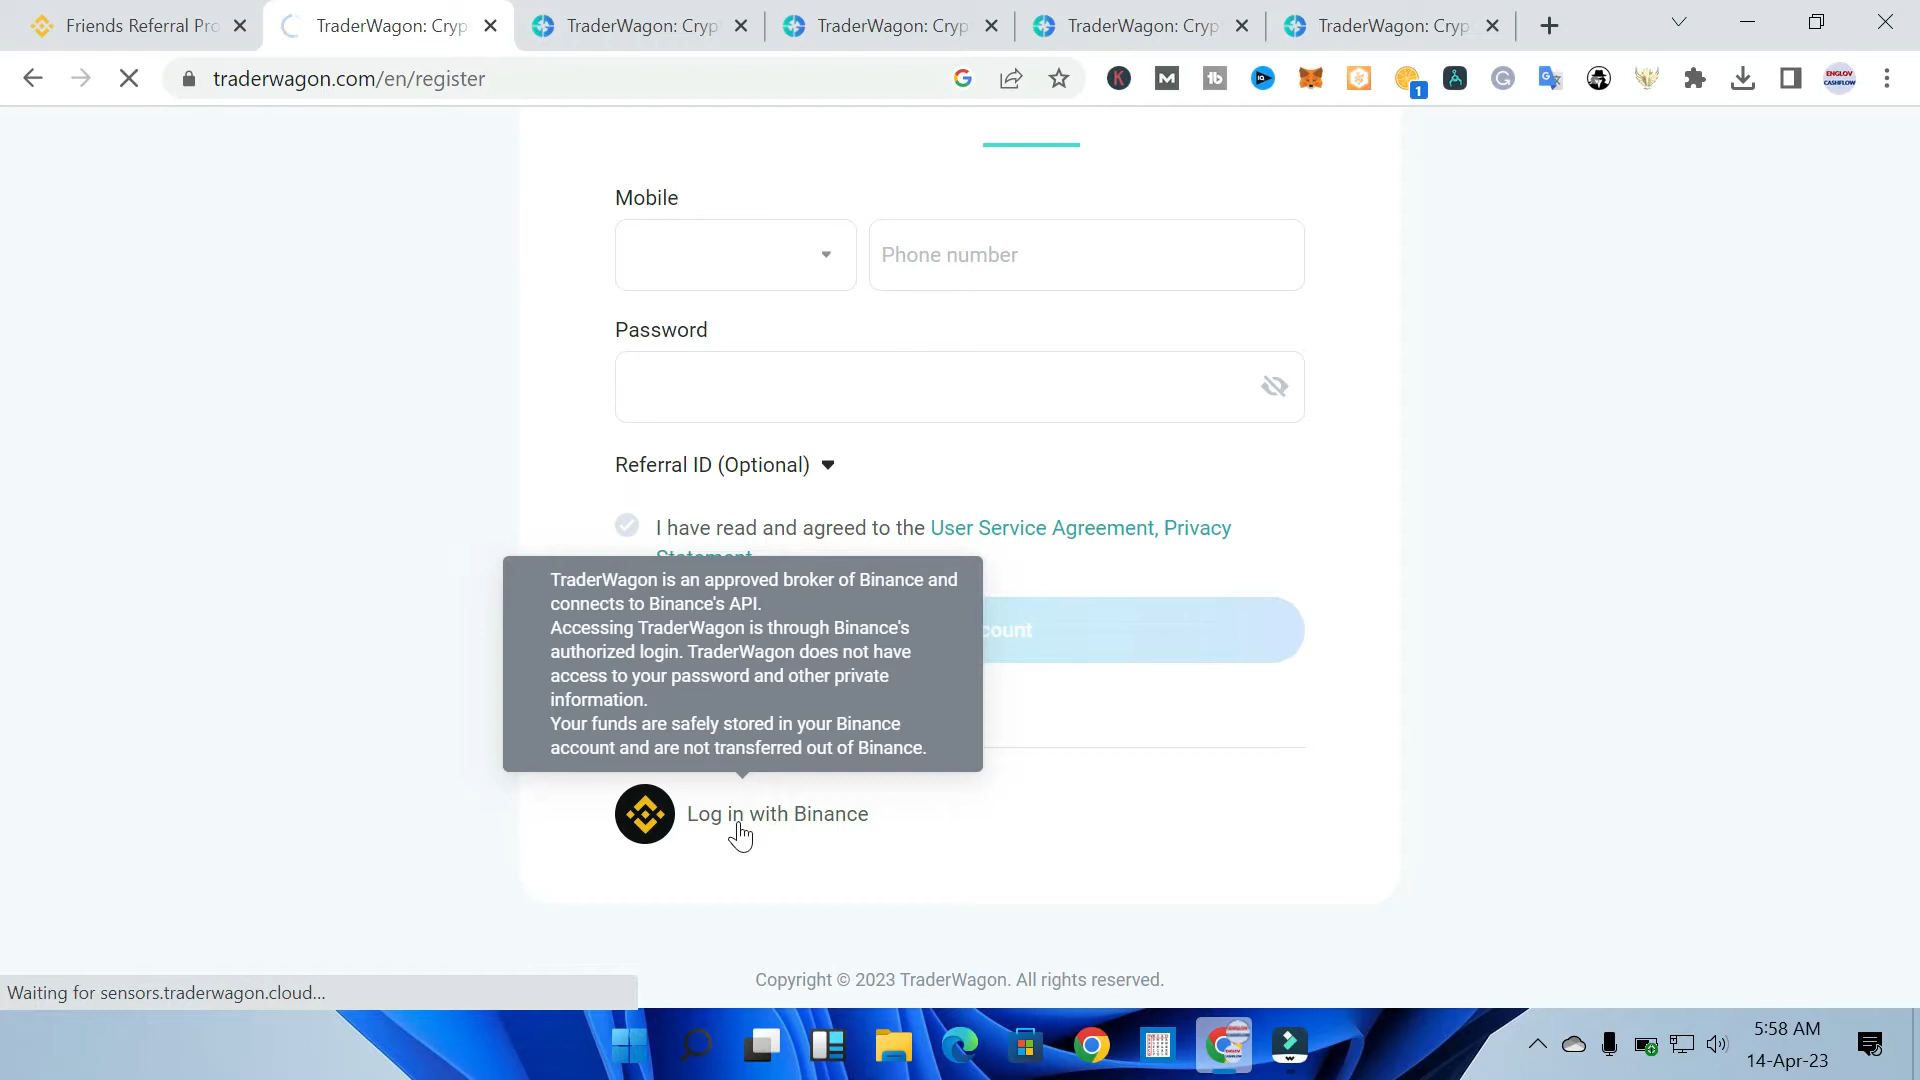 Friends Referral Pro
TraderWagon: Cryp
TraderWagon: Cryp
TraderWagon: Cryp
TraderWagon: Cryp
TraderWagon: Cryp
traderwagon.com/en/register
1
ENGLOV
CASHFLOW
Mobile
Phone number
Password
Referral ID (Optional)
I have read and agreed to the User Service Agreement, Privacy
Statement
TraderWagon is an approved broker of Binance and
connects to Binance's API.
Accessing TraderWagon is through Binance's
authorized login. TraderWagon does not have
access to your password and other private
information.
Your funds are safely stored in your Binance
account and are not transferred out of Binance.
count
Log in with Binance
Copyright © 2023 TraderWagon. All rights reserved.
Waiting for sensors.traderwagon.cloud...
5:58 AM
14-Apr-23